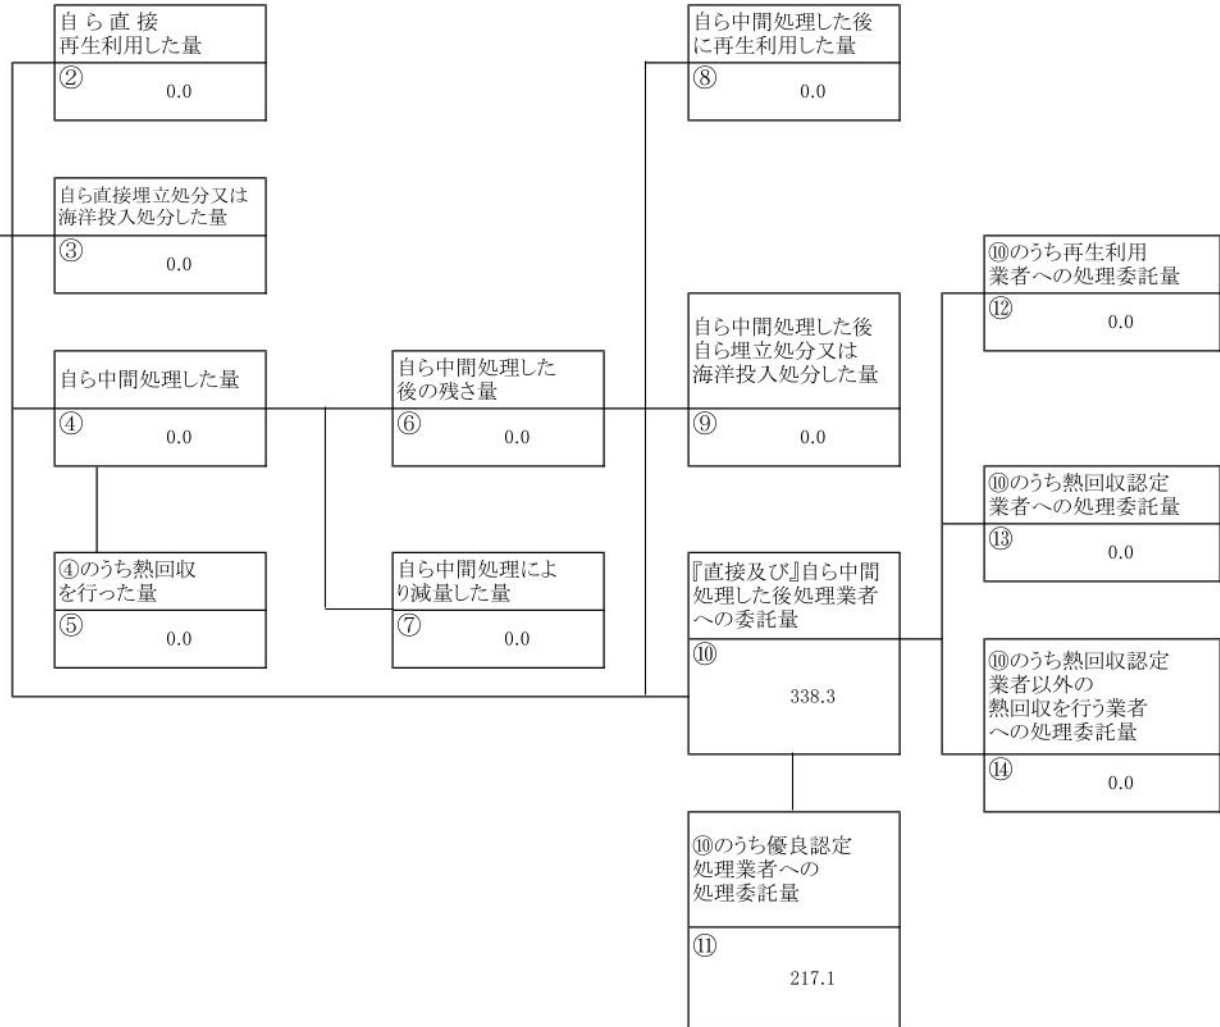 自 ら 直 接
再生利用した量
②
0.0
自ら中間処理した後
に再生利用した量
⑧
0.0
自ら直接埋立処分又は
海洋投入処分した量
③
0.0
⑩のうち再生利用
業者への処理委託量
⑫
0.0
自ら中間処理した後
自ら埋立処分又は
海洋投入処分した量
⑨
0.0
自ら中間処理した量
④
0.0
自ら中間処理した
後の残さ量
⑥
0.0
⑩のうち熱回収認定
業者への処理委託量
⑬
0.0
④のうち熱回収
を行った量
⑤
0.0
自ら中間処理によ
り減量した量
⑦
0.0
『直接及び』自ら中間
処理した後処理業者
への委託量
⑩
338.3
⑩のうち熱回収認定
業者以外の
熱回収を行う業者
への処理委託量
⑭
0.0
⑩のうち優良認定
処理業者への
処理委託量
⑪
217.1